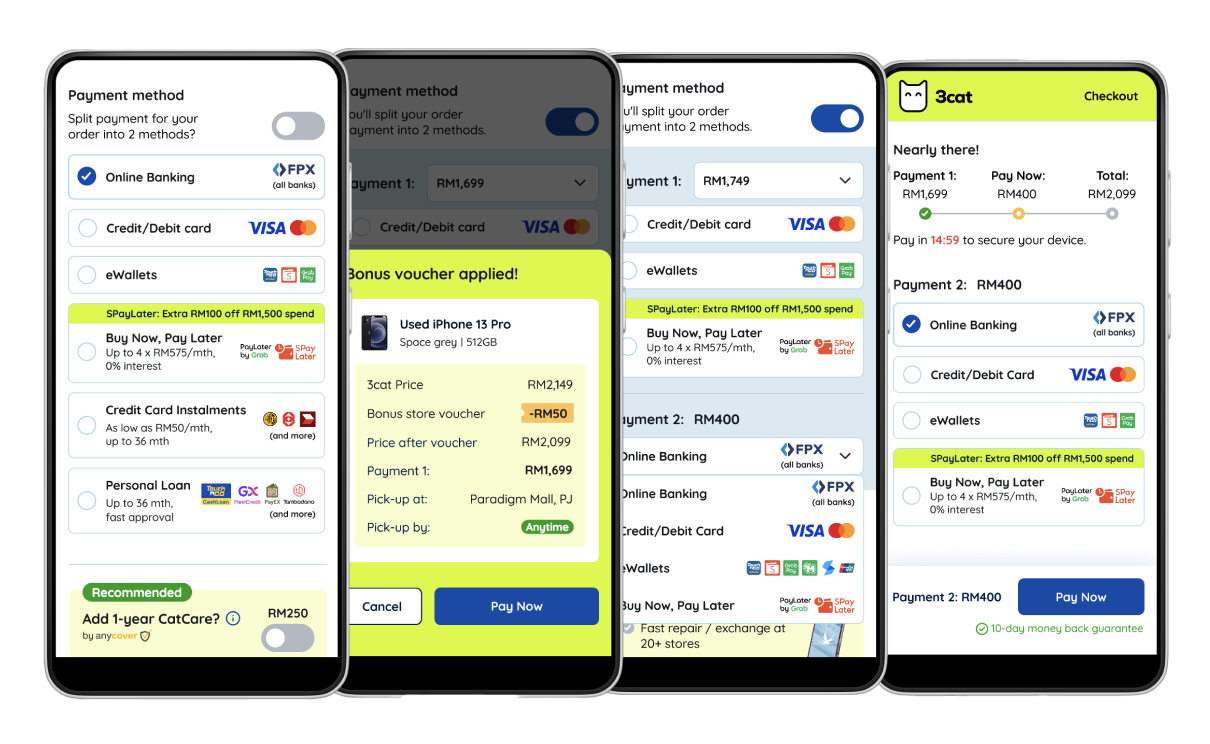 Payment method
Split payment for your
order into 2 methods?
Online Banking
FPX
(all banks)
Credit/Debit card
VISA
eWallets
SPayLater: Extra RM100 off RM1,500 spend
Buy Now, Pay Later
Up to 4 x RM575/mth,
0% interest
PayLater
by Grab
SPay
Later
Credit Card Instalments
As low as RM50/mth,
up to 36 mth
(and more)
Personal Loan
Up to 36 mth,
fast approval
CashLoan
GX
FlexiCredit
PayEX
Tambadana
(and more)
Recommended
Add 1-year CatCare?
by anycover
RM250
ayment method
ou'll split your order
ayment into 2 methods.
ayment 1:
RM1,699
Credit/Debit card
VISA
Bonus voucher applied!
Used iPhone 13 Pro
Space grey | 512GB
3cat Price
RM2,149
Bonus store voucher
-RM50
Price after voucher
RM2,099
Payment 1:
RM1,699
Pick-up at:
Paradigm Mall, PJ
Pick-up by:
Anytime
Cancel
Pay Now
ayment method
u'll split your order
yment into 2 methods.
yment 1:
RM1,749
Credit/Debit card
VISA
eWallets
SPayLater: Extra RM100 off RM1,500 spend
Buy Now, Pay Later
Up to 4 x RM575/mth,
0% interest
PayLater
by Grab
SPay
Later
yment 2: RM400
Online Banking
FPX
(all banks)
Online Banking
FPX
(all banks)
Credit/Debit Card
VISA
eWallets
Buy Now, Pay Later
PayLater
by Grab
SPay
Later
Fast repair / exchange at
20+ stores
3cat
Checkout
Nearly there!
Payment 1:
Pay Now:
Total:
RM1,699
RM400
RM2,099
Pay in 14:59 to secure your device.
Payment 2: RM400
Online Banking
FPX
(all banks)
Credit/Debit Card
VISA
eWallets
SPayLater: Extra RM100 off RM1,500 spend
Buy Now, Pay Later
Up to 4 x RM575/mth,
0% interest
PayLater
by Grab
SPay
Later
Payment 2: RM400
Pay Now
10-day money back guarantee